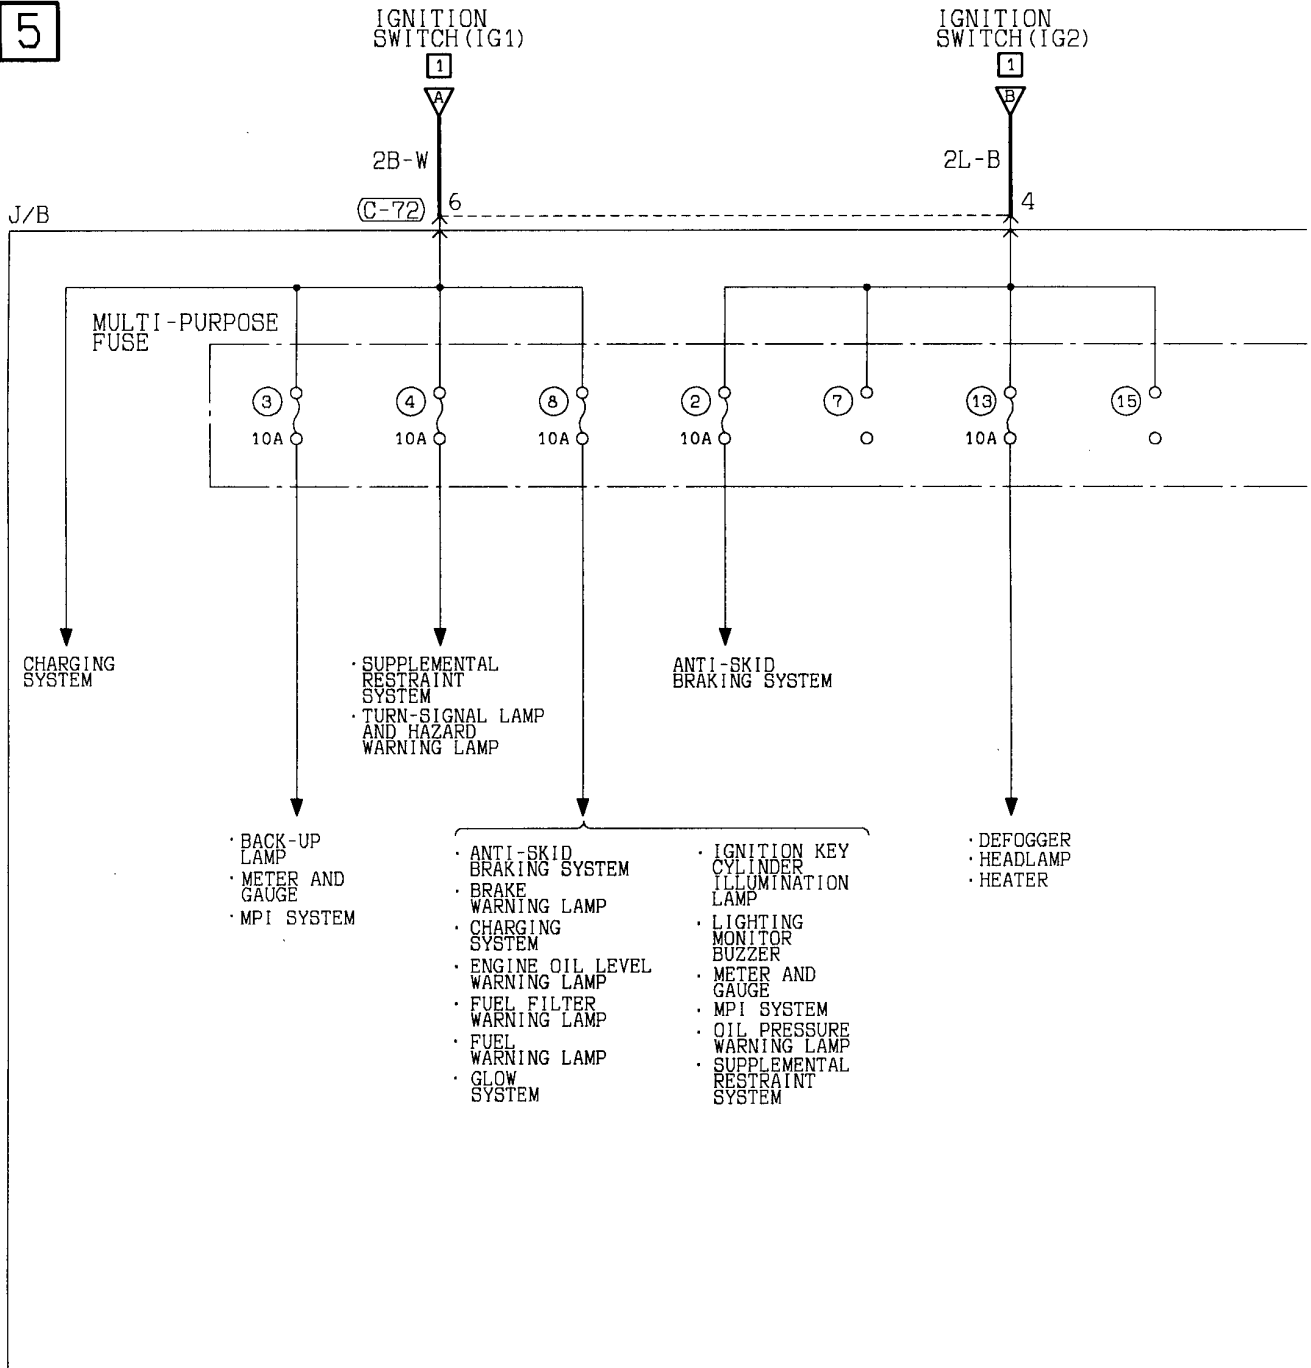 5
IGNITION
SWITCH(IG1)
1
A
2B-W
C-72
6
IGNITION
SWITCH(IG2)
1
B
2L-B
4
J/B
MULTI-PURPOSE
FUSE
3
10A
4
10A
8
10A
2
10A
7
13
10A
15
CHARGING
SYSTEM
· SUPPLEMENTAL
RESTRAINT
SYSTEM
· TURN-SIGNAL LAMP
AND HAZARD
WARNING LAMP
ANTI-SKID
BRAKING SYSTEM
· BACK-UP
LAMP
· METER AND
GAUGE
· MPI SYSTEM
· ANTI-SKID
BRAKING SYSTEM
· BRAKE
WARNING LAMP
· CHARGING
SYSTEM
· ENGINE OIL LEVEL
WARNING LAMP
· FUEL FILTER
WARNING LAMP
· FUEL
WARNING LAMP
· GLOW
SYSTEM
· IGNITION KEY
CYLINDER
ILLUMINATION
LAMP
· LIGHTING
MONITOR
BUZZER
· METER AND
GAUGE
· MPI SYSTEM
· OIL PRESSURE
WARNING LAMP
· SUPPLEMENTAL
RESTRAINT
SYSTEM
· DEFOGGER
· HEADLAMP
· HEATER